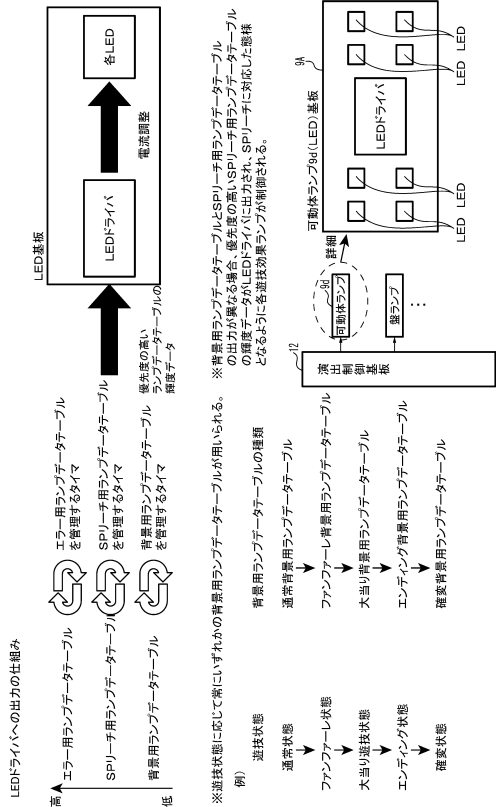 LEDドライバへの出力の仕組み
高
低
エラー用ランプデータテーブル
SPリーチ用ランプデータテーブル
背景用ランプデータテーブル
エラー用ランプデータテーブル
を管理するタイマ
SPリーチ用ランプデータテーブル
を管理するタイマ
背景用ランプデータテーブル
を管理するタイマ
優先度の高い
ランプデータテーブルの
輝度データ
LED基板
LEDドライバ
電流調整
各LED
※遊技状態に応じて常にいずれかの背景用ランプデータテーブルが用いられる。
例）
遊技状態
通常状態
ファンファーレ状態
大当り遊技状態
エンディング状態
確変状態
背景用ランプデータテーブルの種類
通常背景用ランプデータテーブル
ファンファーレ背景用ランプデータテーブル
大当り背景用ランプデータテーブル
エンディング背景用ランプデータテーブル
確変背景用ランプデータテーブル
※背景用ランプデータテーブルとSPリーチ用ランプデータテーブル
の出力が異なる場合、優先度の高いSPリーチ用ランプデータテーブル
の輝度データがLEDドライバに出力され、SPリーチに対応した態様
となるように各遊技効果ランプが制御される。
12
演出制御
基板
9d
可動体ランプ
盤ランプ
…
詳細
可動体ランプ9d（LED）基板
9A
LEDドライバ
LED
LED
LED
LED